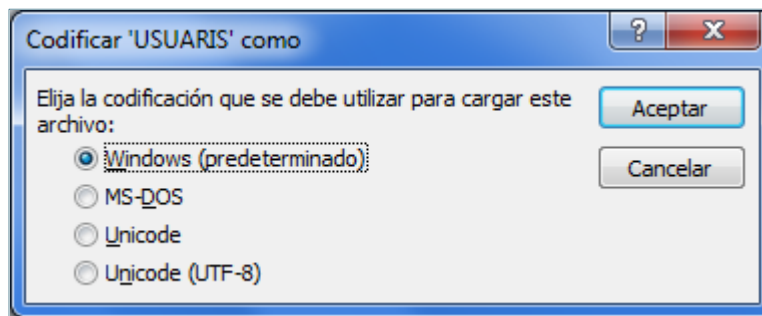 Codificar 'USUARIS' como
Elija la codificación que se debe utilizar para cargar este
archivo:
Windows (predeterminado)
MS-DOS
Unicode
Unicode (UTF-8)
Aceptar
Cancelar